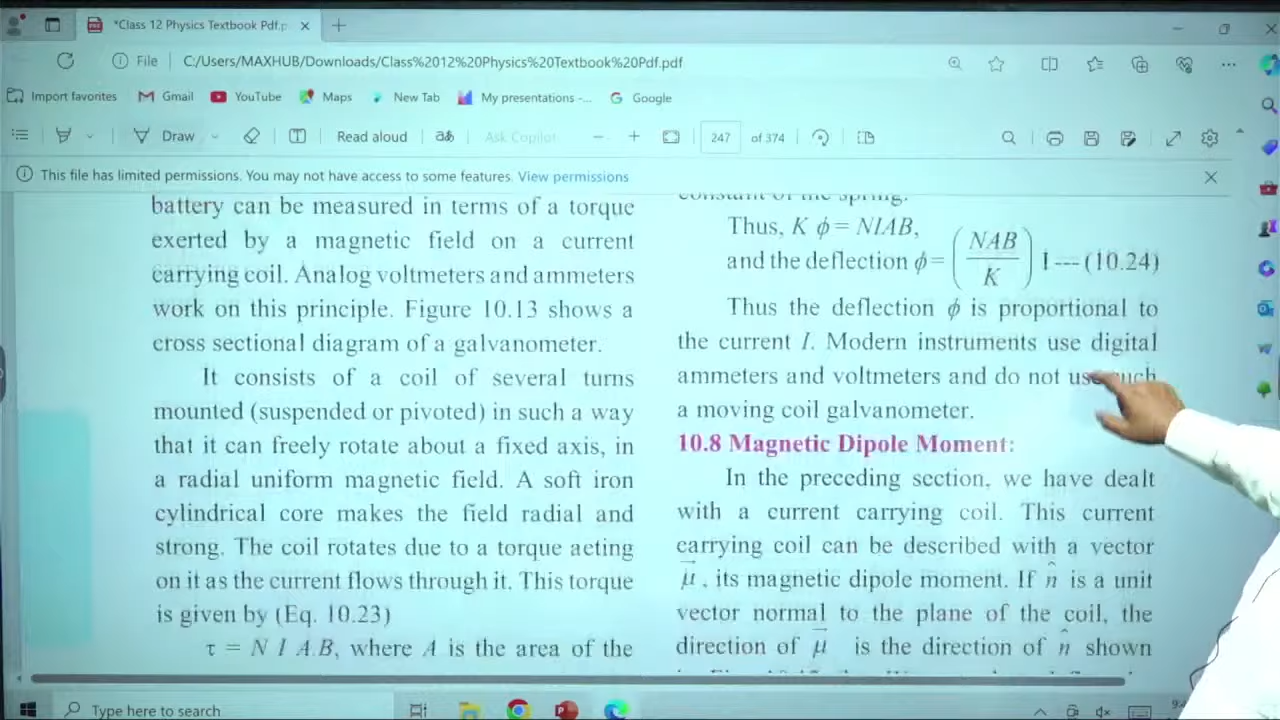 *Class 12 Physics Textbook Pdf.p
File C:/Users/MAXHUB/Downloads/Class%2012%20Physics%20Textbook%20Pdf.pdf
Import favorites Gmail YouTube Maps New Tab My presentations -... Google
Draw Read aloud Ask Copilot 247 of 374
This file has limited permissions. You may not have access to some features. View permissions
battery can be measured in terms of a torque
exerted by a magnetic field on a current
carrying coil. Analog voltmeters and ammeters
work on this principle. Figure 10.13 shows a
cross sectional diagram of a galvanometer.
It consists of a coil of several turns
mounted (suspended or pivoted) in such a way
that it can freely rotate about a fixed axis, in
a radial uniform magnetic field. A soft iron
cylindrical core makes the field radial and
strong. The coil rotates due to a torque acting
on it as the current flows through it. This torque
is given by (Eq. 10.23)
τ = N I A B, where A is the area of the
constant of the spring.
Thus, K ϕ = NIAB,
and the deflection ϕ = (NAB/K) I --- (10.24)
Thus the deflection ϕ is proportional to
the current I. Modern instruments use digital
ammeters and voltmeters and do not use such
a moving coil galvanometer.
10.8 Magnetic Dipole Moment:
In the preceding section, we have dealt
with a current carrying coil. This current
carrying coil can be described with a vector
μ⃗, its magnetic dipole moment. If n̂ is a unit
vector normal to the plane of the coil, the
direction of μ⃗ is the direction of n̂ shown
Type here to search